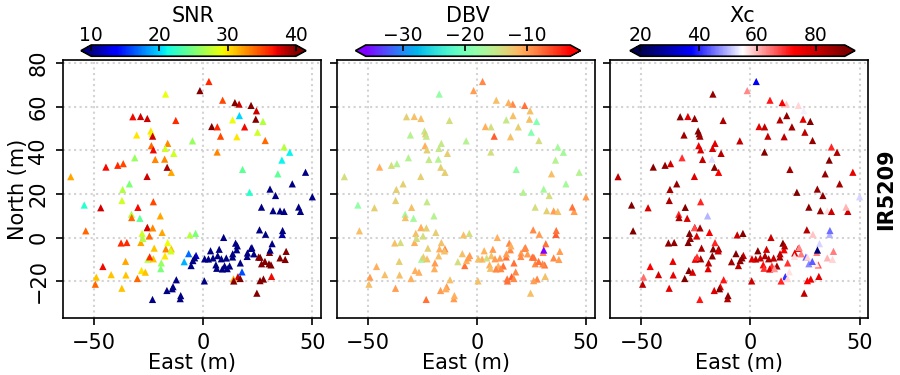 SNR DBV Xc
10 20 30 40 −30 −20 −10 20 40 60 80
80
60
40
20
0
−20
North (m)
−50 0 50 −50 0 50 −50 0 50
East (m) East (m) East (m)
IR5209